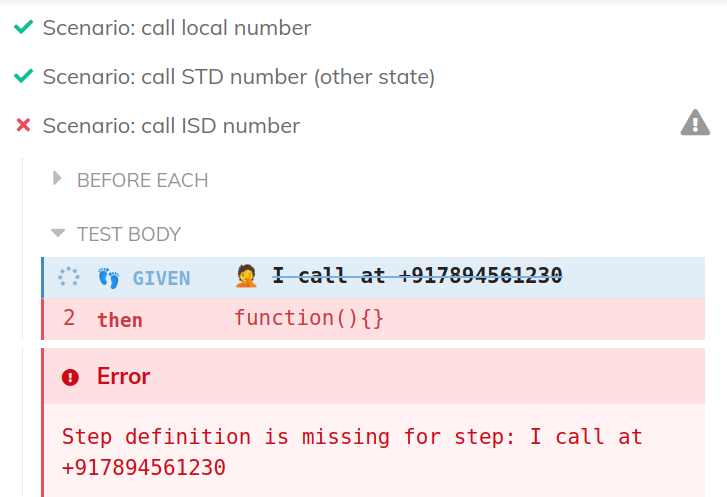 Scenario: call local number
Scenario: call STD number (other state)
Scenario: call ISD number
BEFORE EACH
TEST BODY
GIVEN I call at +917894561230
2 then function(){}
Error
Step definition is missing for step: I call at
+917894561230